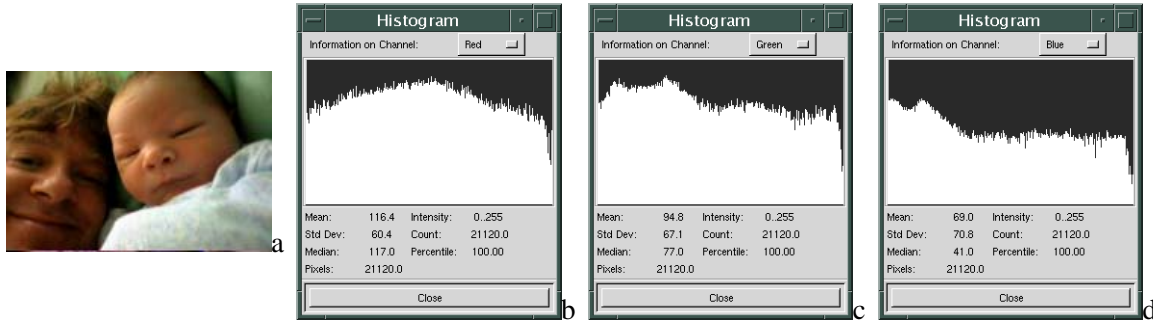 a
Histogram
Information on Channel: Red
Mean: 116.4 Intensity: 0..255
Std Dev: 60.4 Count: 21120.0
Median: 117.0 Percentile: 100.00
Pixels: 21120.0
Close
b
Histogram
Information on Channel: Green
Mean: 94.8 Intensity: 0..255
Std Dev: 67.1 Count: 21120.0
Median: 77.0 Percentile: 100.00
Pixels: 21120.0
Close
c
Histogram
Information on Channel: Blue
Mean: 69.0 Intensity: 0..255
Std Dev: 70.8 Count: 21120.0
Median: 41.0 Percentile: 100.00
Pixels: 21120.0
Close
d